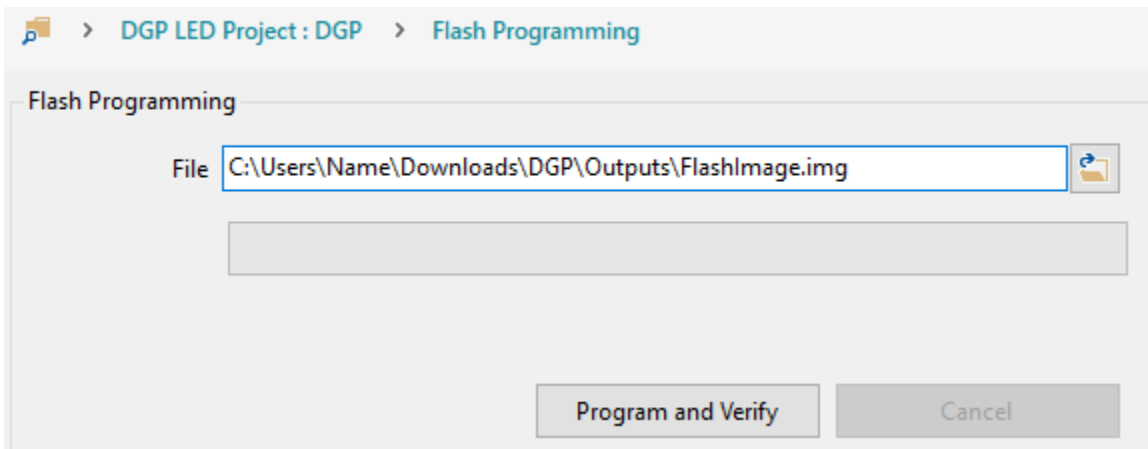 > DGP LED Project : DGP > Flash Programming
Flash Programming
File C:\Users\Name\Downloads\DGP\Outputs\FlashImage.img
Program and Verify Cancel